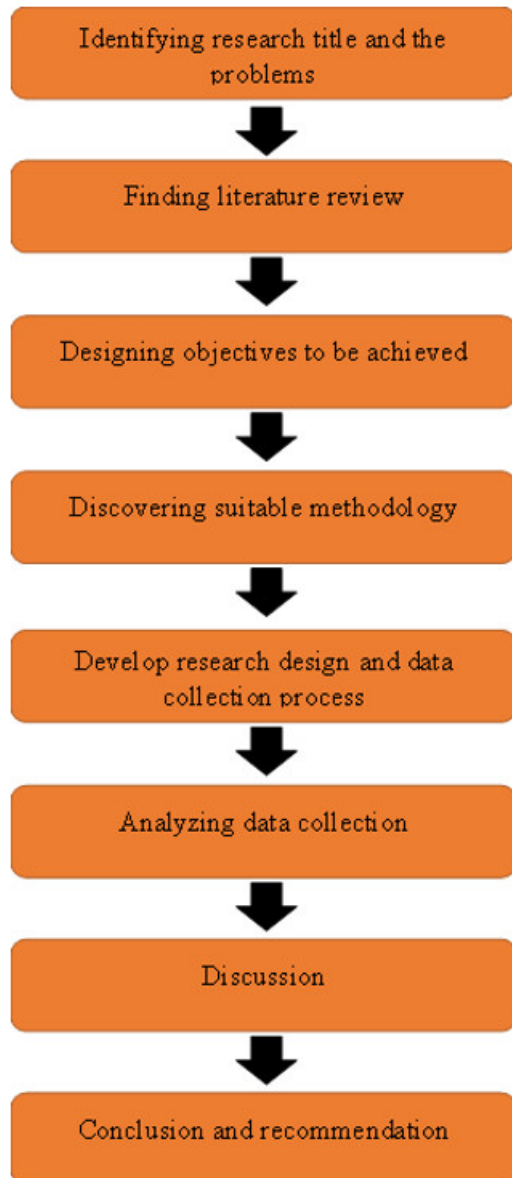 Identifying research title and the
problems
Finding literature review
Designing objectives to be achieved
Discovering suitable methodology
Develop research design and data
collection process
Analyzing data collection
Discussion
Conclusion and recommendation